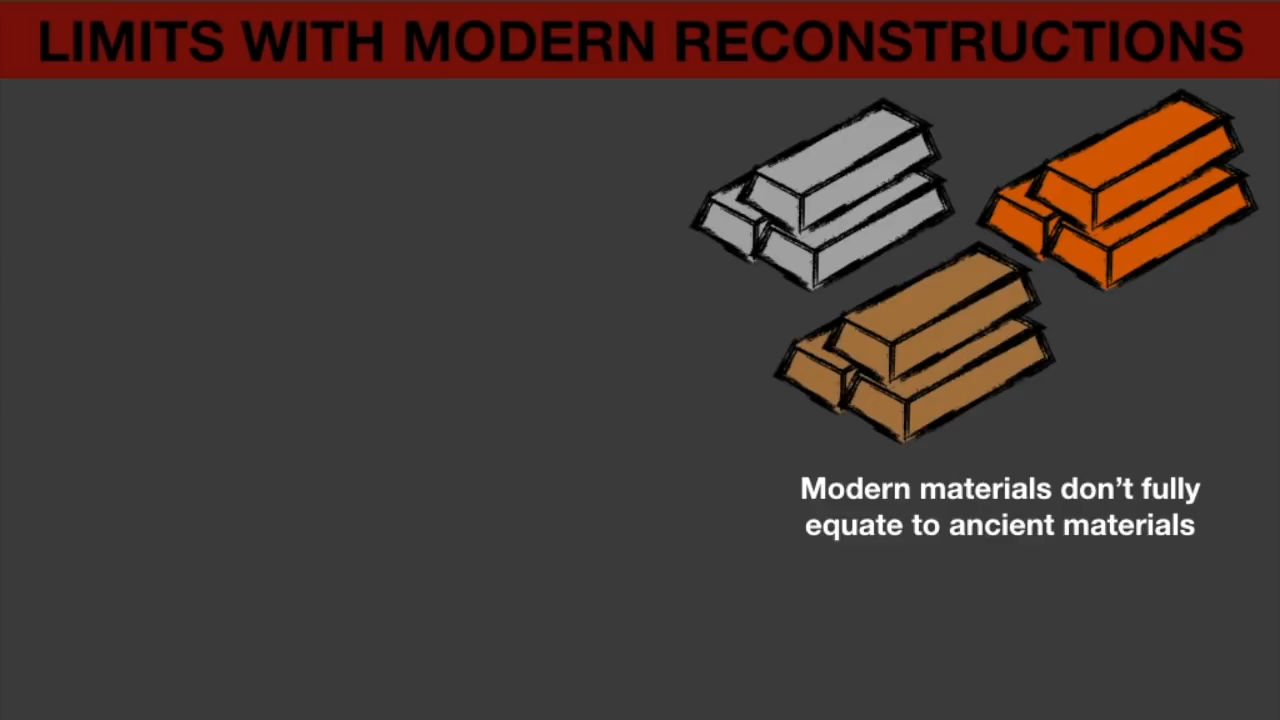 LIMITS WITH MODERN RECONSTRUCTIONS
Modern materials don’t fully
equate to ancient materials